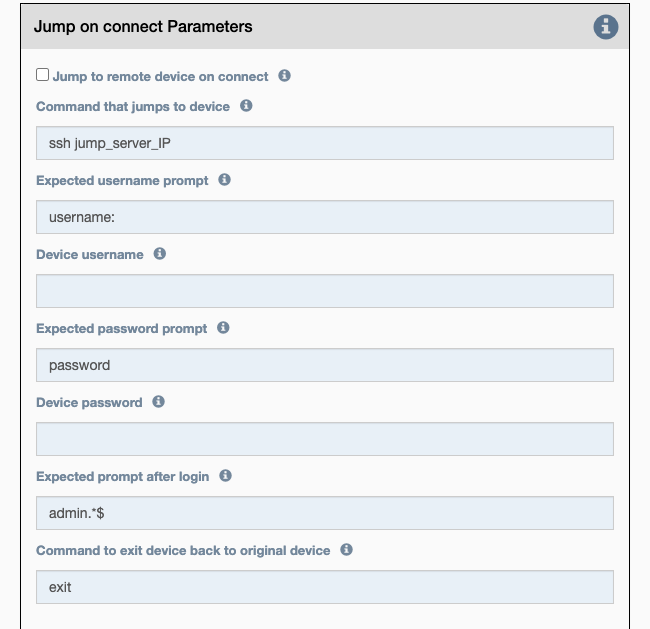 Jump on connect Parameters
Jump to remote device on connect
Command that jumps to device
ssh jump_server_IP
Expected username prompt
username:
Device username
Expected password prompt
password
Device password
Expected prompt after login
admin.*$
Command to exit device back to original device
exit